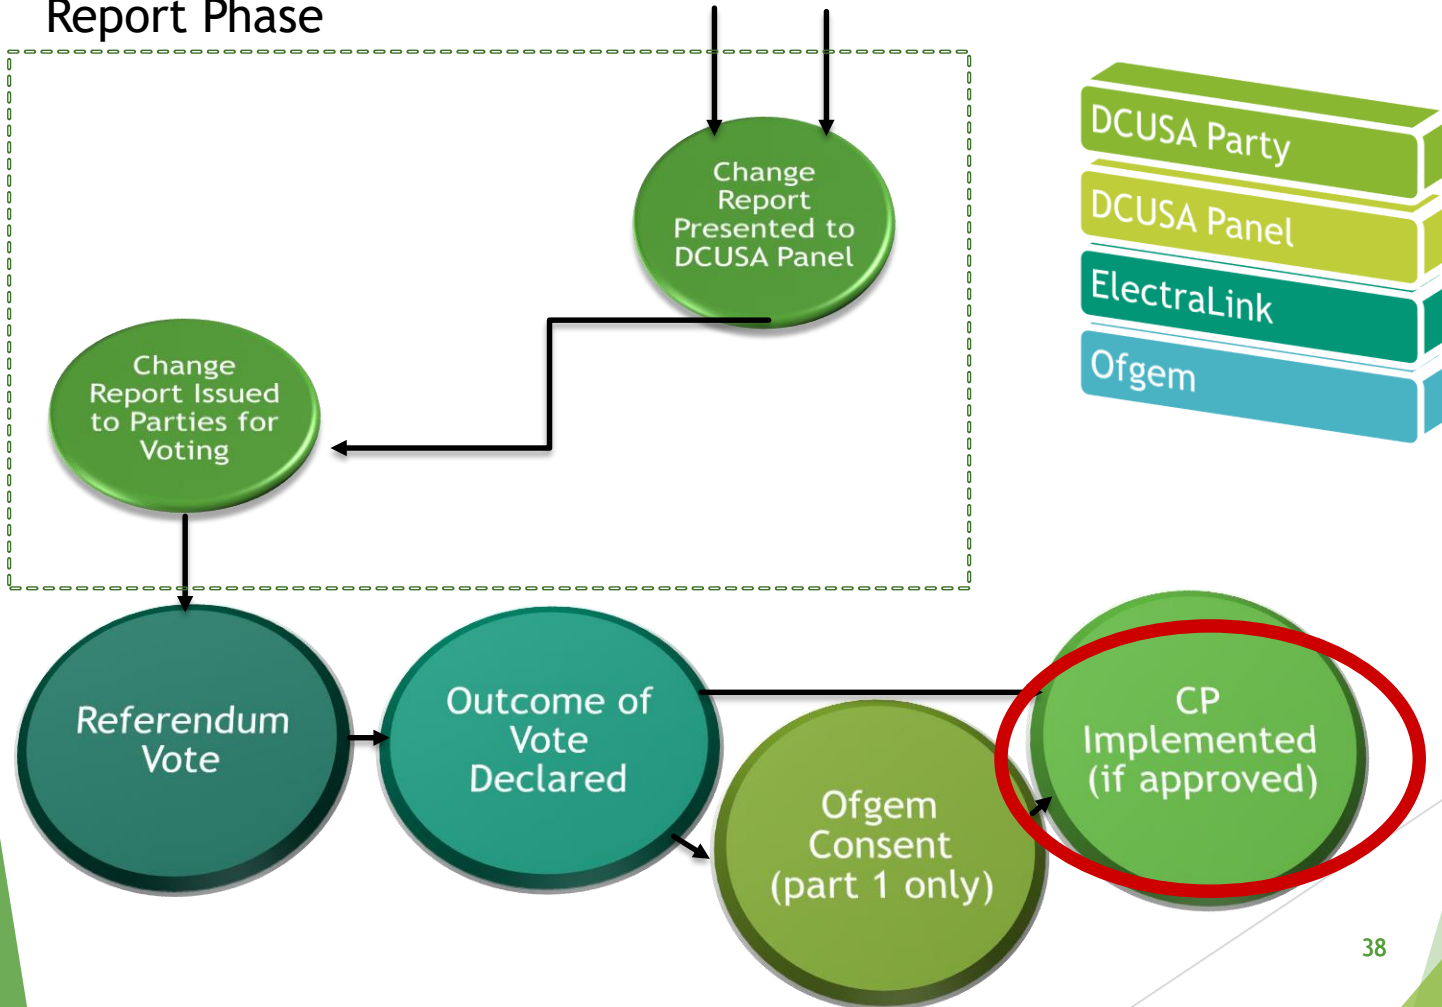 Report Phase
Change
Report
Presented to
DCUSA Panel
Change
Report Issued
to Parties for
Voting
DCUSA Party
DCUSA Panel
ElectraLink
Ofgem
Referendum
Vote
Outcome of
Vote
Declared
Ofgem
Consent
(part 1 only)
CP
Implemented
(if approved)
38